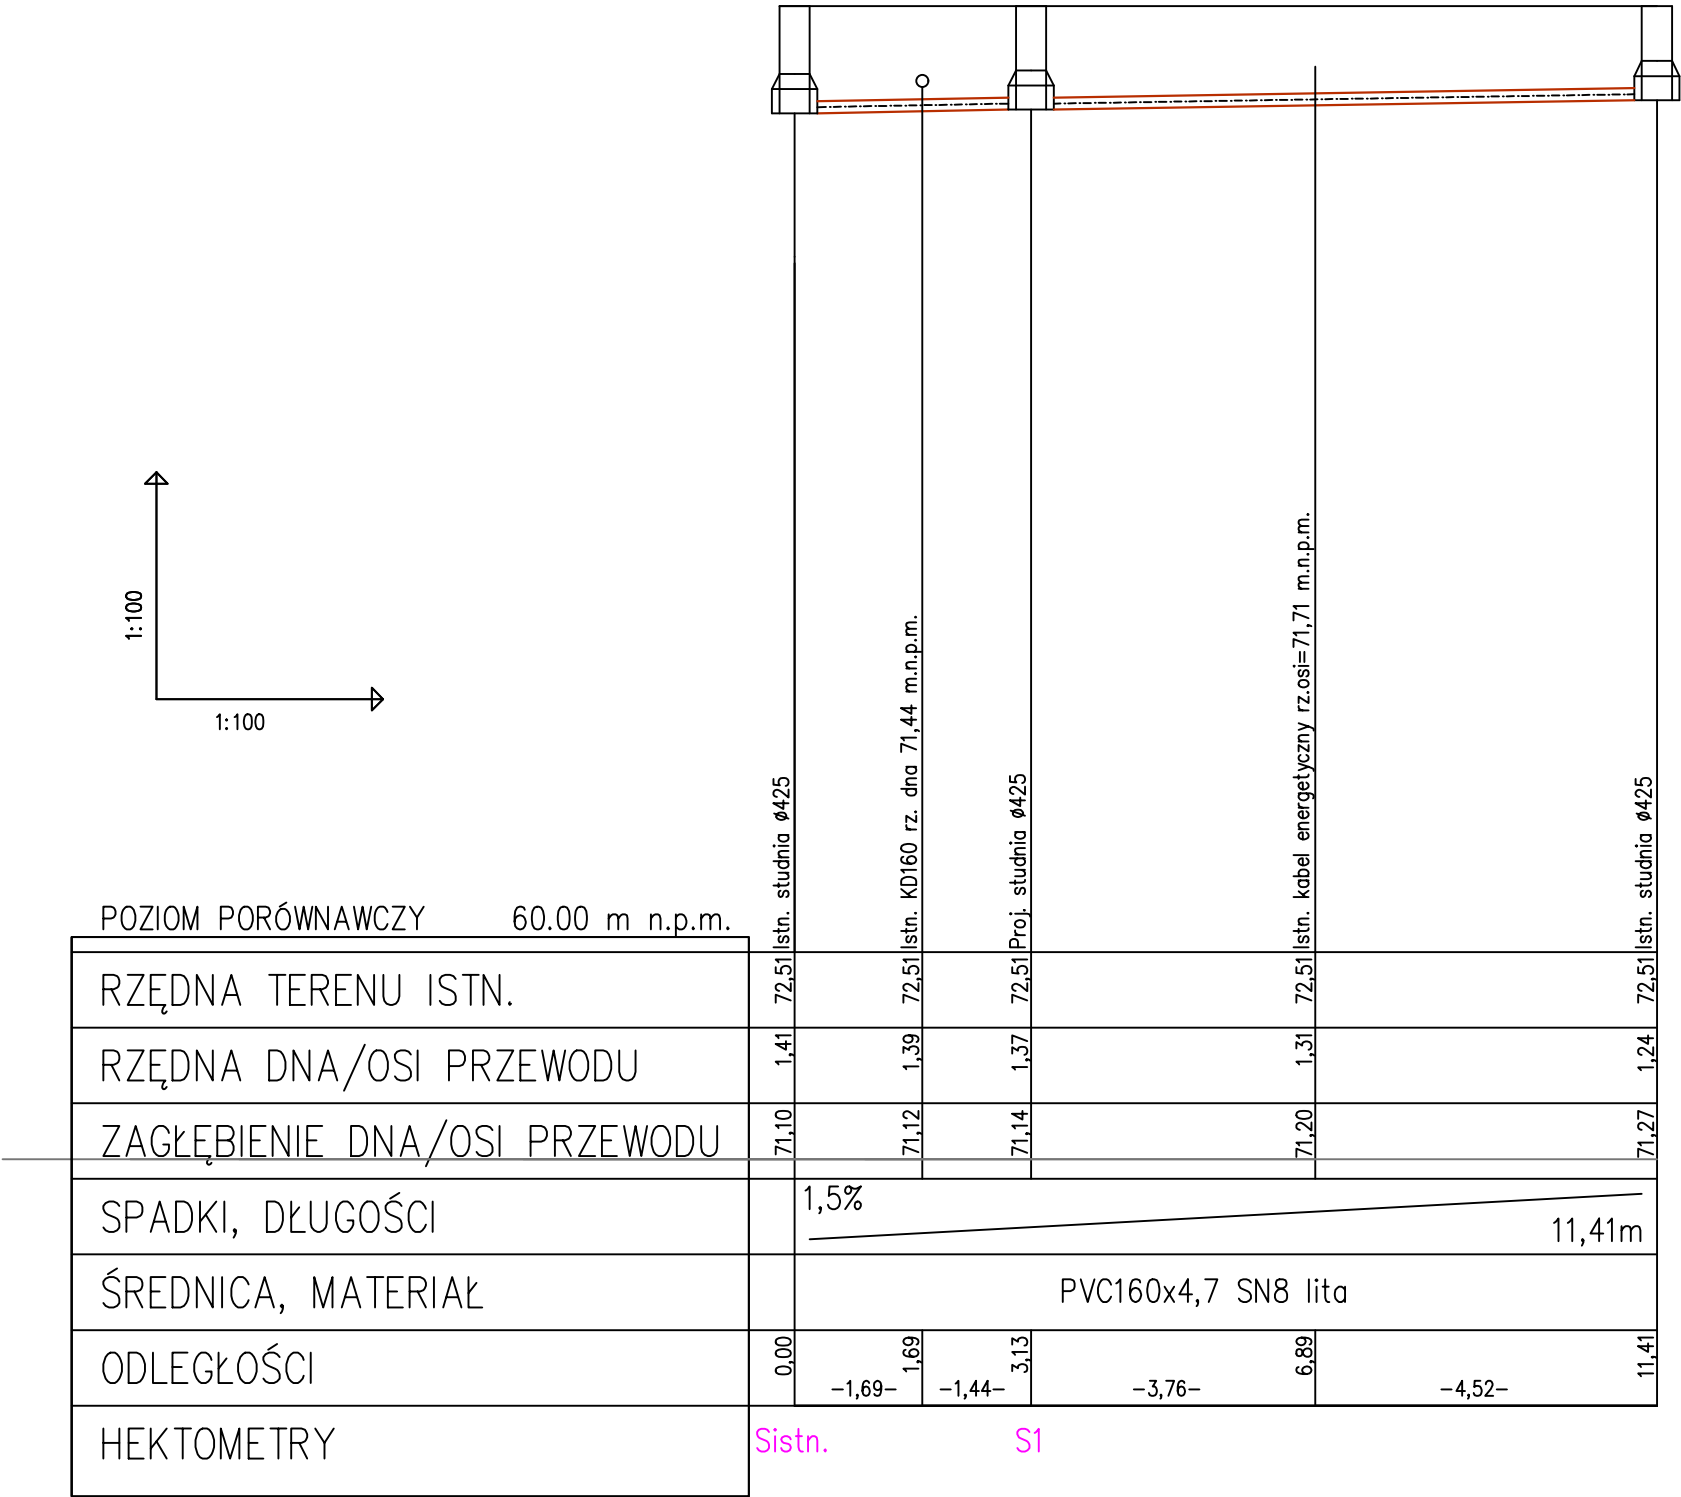 1:100
1:100
Istn. studnia ø425
Istn. KD160 rz. dna 71,44 m.n.p.m.
Proj. studnia ø425
Istn. kabel energetyczny rz.osi=71,71 m.n.p.m.
Istn. studnia ø425
POZIOM PORÓWNAWCZY 60.00 m n.p.m.
RZĘDNA TERENU ISTN. 72,51 72,51 72,51 72,51 72,51
RZĘDNA DNA/OSI PRZEWODU 1,41 1,39 1,37 1,31 1,24
ZAGŁĘBIENIE DNA/OSI PRZEWODU 71,10 71,12 71,14 71,20 71,27
SPADKI, DŁUGOŚCI 1,5% 11,41m
ŚREDNICA, MATERIAŁ PVC160x4,7 SN8 lita
ODLEGŁOŚCI 0,00 1,69 3,13 6,89 11,41
-1,69- -1,44- -3,76- -4,52-
HEKTOMETRY Sistn. S1